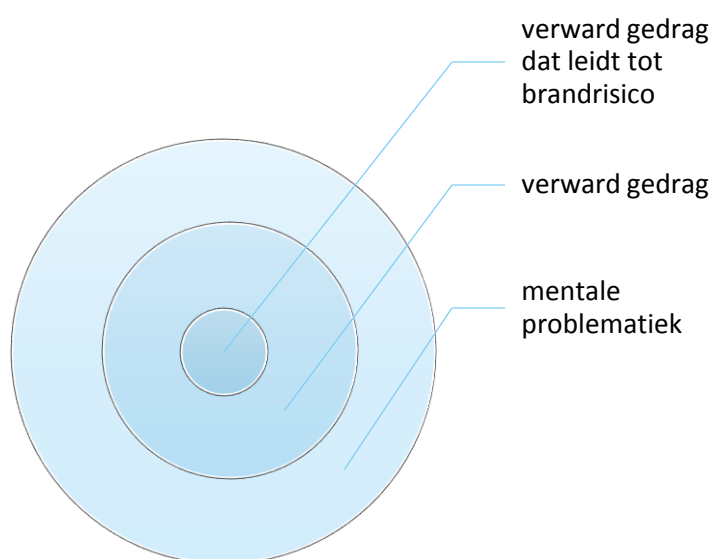 verward gedrag
dat leidt tot
brandrisico
verward gedrag
mentale
problematiek